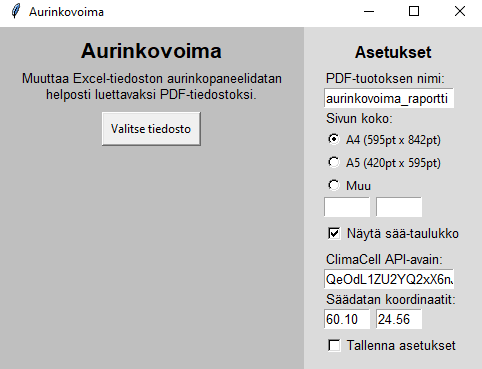 Aurinkovoima
Aurinkovoima
Muuttaa Excel-tiedoston aurinkopaneelidatan
helposti luettavaksi PDF-tiedostoksi.
Valitse tiedosto
Asetukset
PDF-tuotoksen nimi:
aurinkovoima_raportti
Sivun koko:
A4 (595pt x 842pt)
A5 (420pt x 595pt)
Muu
Näytä sää-taulukko
ClimaCell API-avain:
Säädatan koordinaatit:
60.10 24.56
Tallenna asetukset